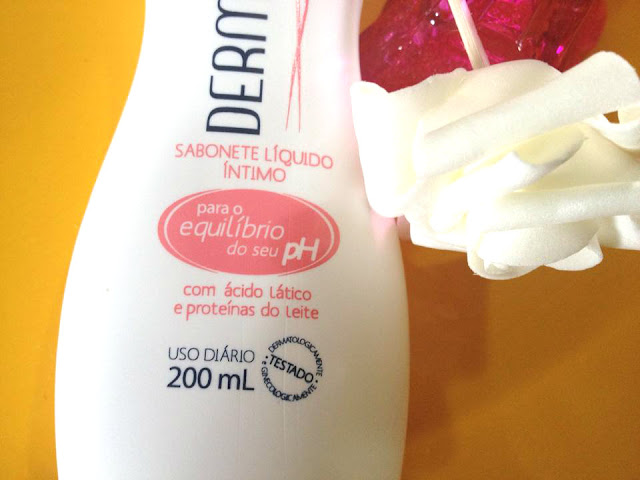 DERM
SABONETE LÍQUIDO
ÍNTIMO
para o
equilíbrio
do seu pH
com ácido lático
e proteínas do leite
USO DIÁRIO
200 mL
DERMATOLOGICAMENTE
TESTADO
E GINECOLOGICAMENTE